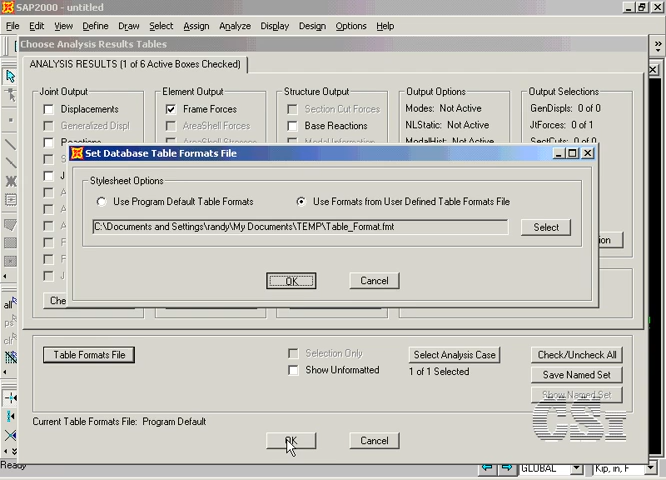 SAP2000 - untitled
File Edit View Define Draw Select Assign Analyze Display Design Options Help
Choose Analysis Results Tables
ANALYSIS RESULTS (1 of 6 Active Boxes Checked)
Joint Output Element Output Structure Output Output Options Output Selections
Displacements Frame Forces Section Cut Forces Modes: Not Active GenDispls: 0 of 0
Generalized Displ AreaShell Forces Base Reactions NLStatic: Not Active JtForces: 0 of 1
Reactions AreaShell Stresses Modal Information ModalHist: Not Active SectCuts: 0 of 0
Set Database Table Formats File
Stylesheet Options
Use Program Default Table Formats Use Formats from User Defined Table Formats File
C:\Documents and Settings\randy\My Documents\TEMP\Table_Format.fmt Select
OK Cancel
Table Formats File Selection Only Select Analysis Case Check/Uncheck All
Show Unformatted 1 of 1 Selected Save Named Set
Show Named Set
Current Table Formats File: Program Default
OK Cancel
CSI
Ready GLOBAL Kip, in, F